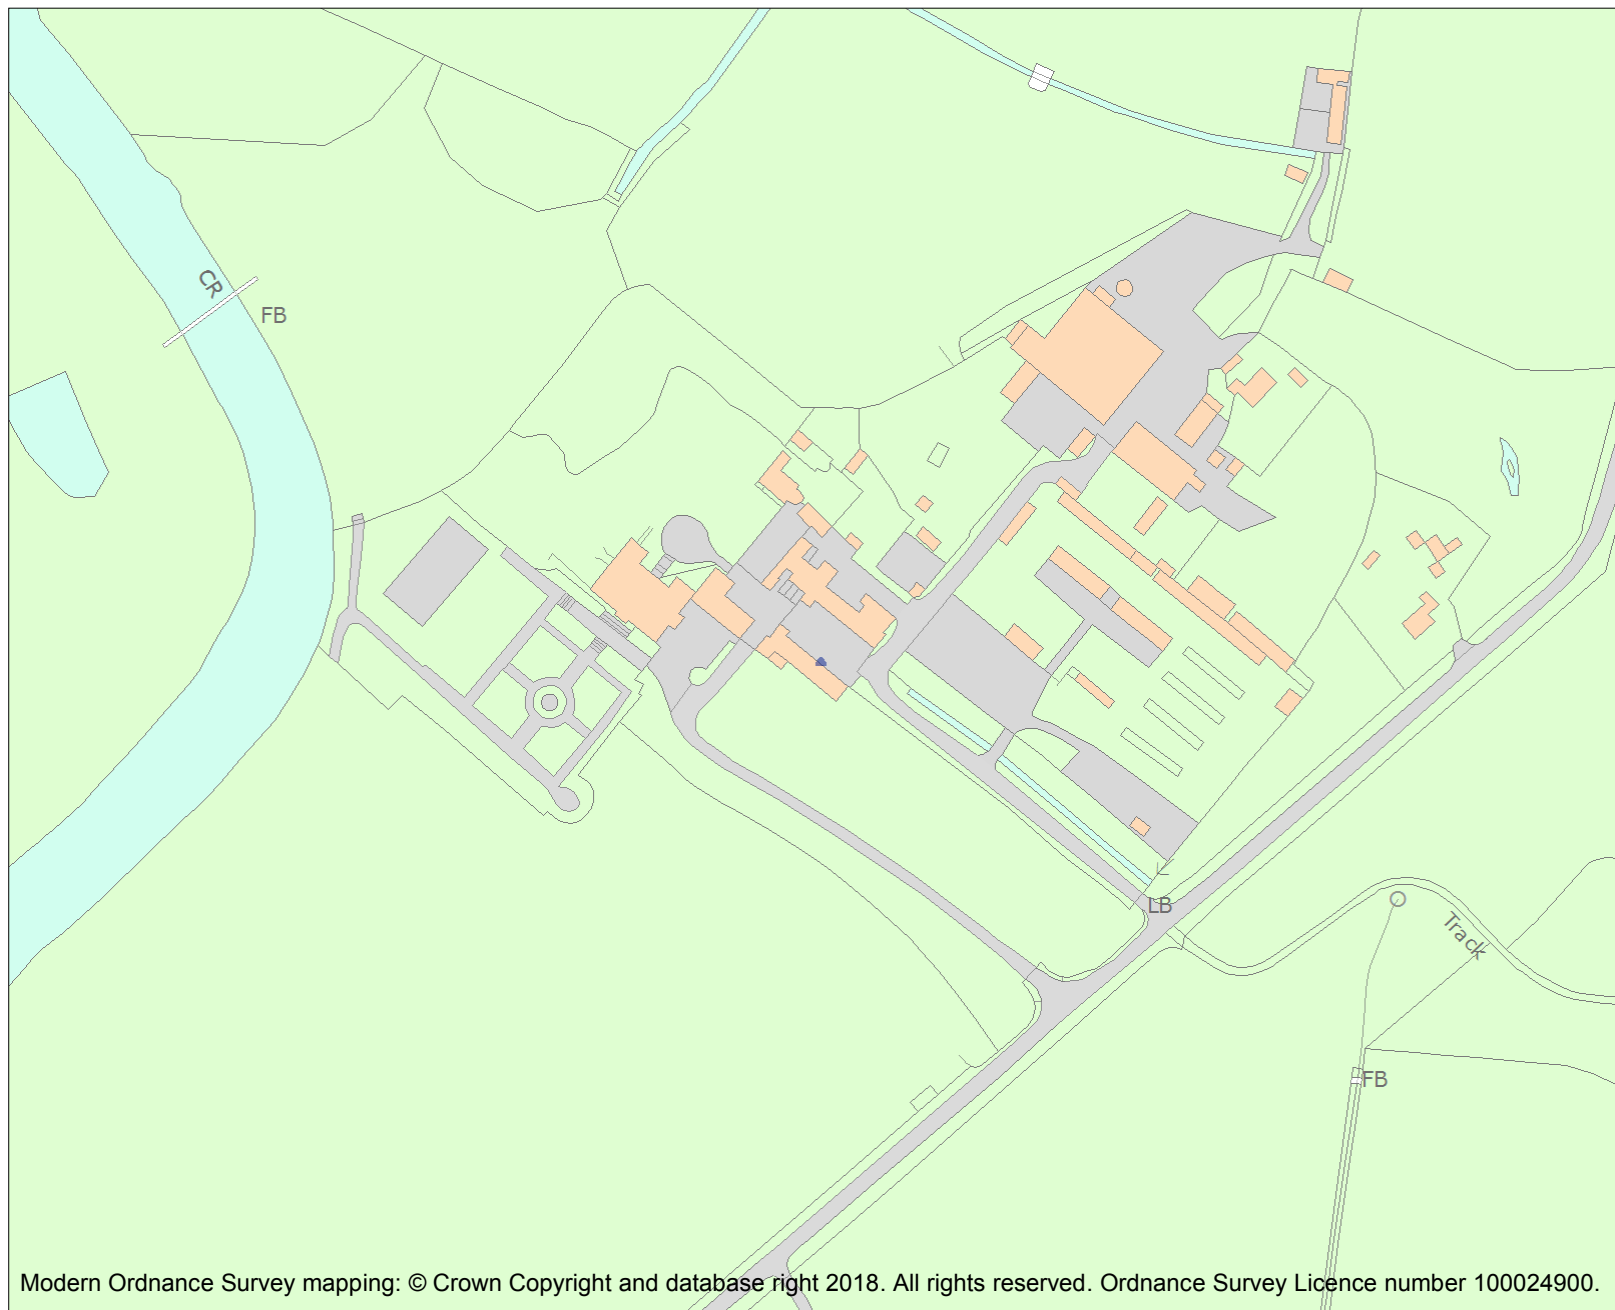 CR
FB
LB
Track
FB
Modern Ordnance Survey mapping: © Crown Copyright and database right 2018. All rights reserved. Ordnance Survey Licence number 100024900.